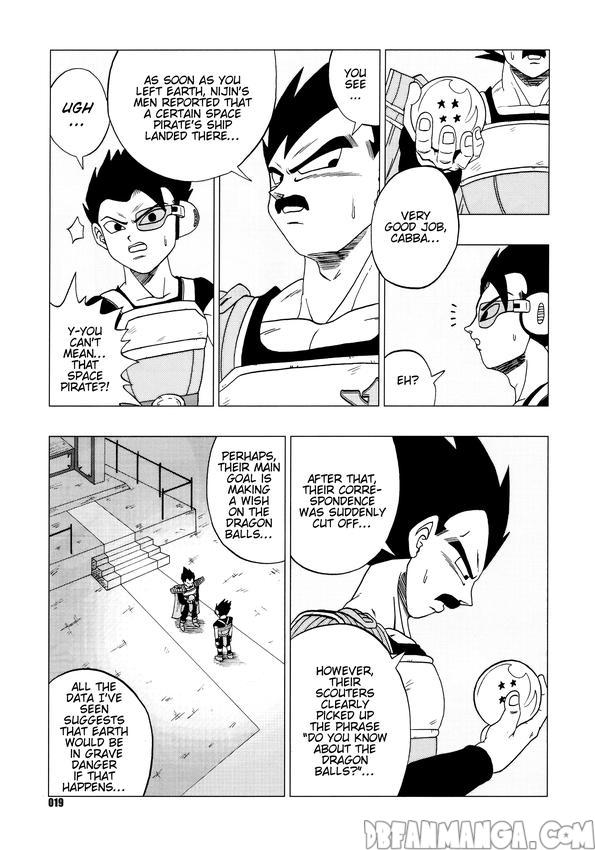 VERY
GOOD JOB,
CABBA...
EH?
YOU
SEE
...
AS SOON AS YOU
LEFT EARTH, NIJIN'S
MEN REPORTED THAT
A CERTAIN SPACE
PIRATE'S SHIP
LANDED THERE...
UGH
...
Y-YOU
CAN'T
MEAN...
THAT
SPACE
PIRATE?!
AFTER THAT,
THEIR CORRE-
SPONDENCE
WAS SUDDENLY
CUT OFF...
HOWEVER,
THEIR
SCOUTERS
CLEARLY
PICKED UP
THE PHRASE
"DO YOU KNOW
ABOUT THE
DRAGON
BALLS?"...
PERHAPS,
THEIR MAIN
GOAL IS
MAKING
A WISH
ON THE
DRAGON
BALLS...
ALL THE
DATA I'VE
SEEN
SUGGESTS
THAT EARTH
WOULD BE
IN GRAVE
DANGER
IF THAT
HAPPENS...
019
DBFANMANGA.COM